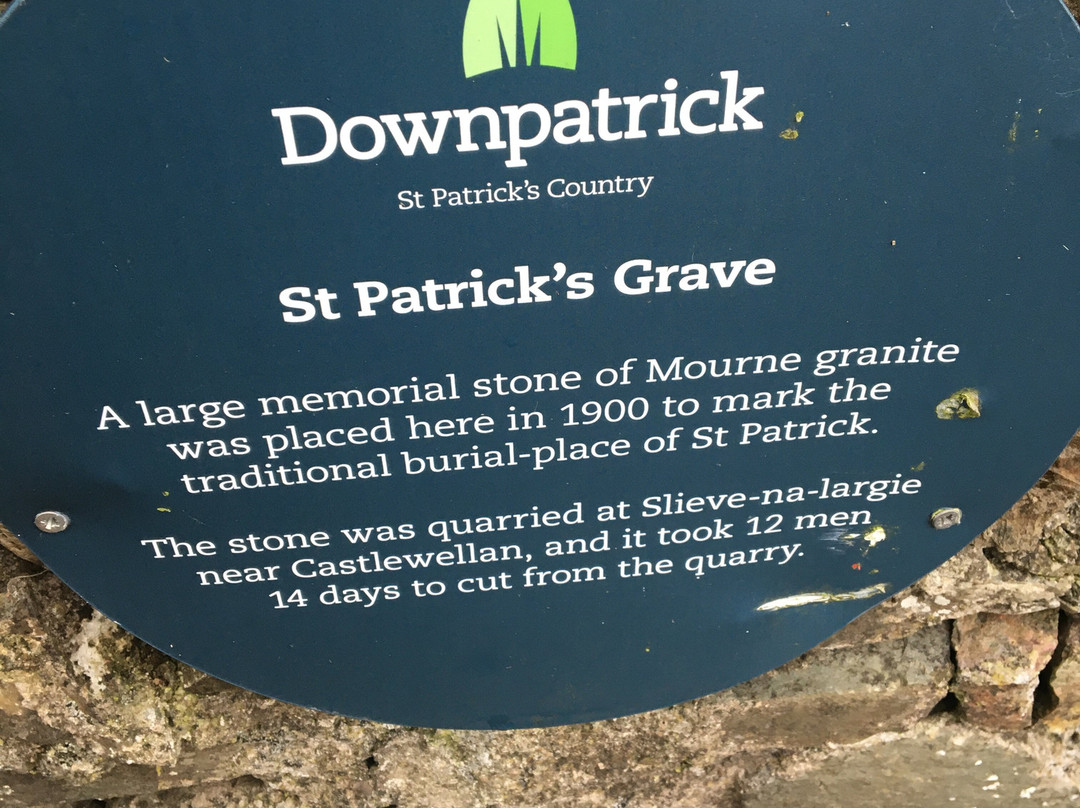 Downpatrick
St Patrick's Country
St Patrick's Grave
A large memorial stone of Mourne granite
was placed here in 1900 to mark the
traditional burial-place of St Patrick.
The stone was quarried at Slieve-na-largie
near Castlewellan, and it took 12 men
14 days to cut from the quarry.